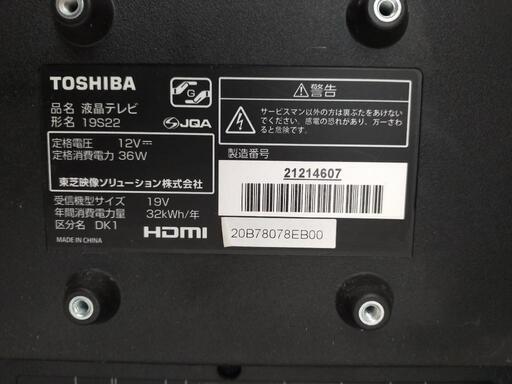 TOSHIBA
品名 液晶テレビ
形名 19S22
G
JQA
定格電圧 12V⎓
定格消費電力 36W
東芝映像ソリューション株式会社
受信機型サイズ 19V
年間消費電力量 32kWh/年
区分名 DK1
MADE IN CHINA
HDMI
⚠警告
サービスマン以外の方は裏ぶたをあけない
でください。感電の恐れがあり、万一さわ
ると危険です。
製造番号
21214607
20B78078EB00